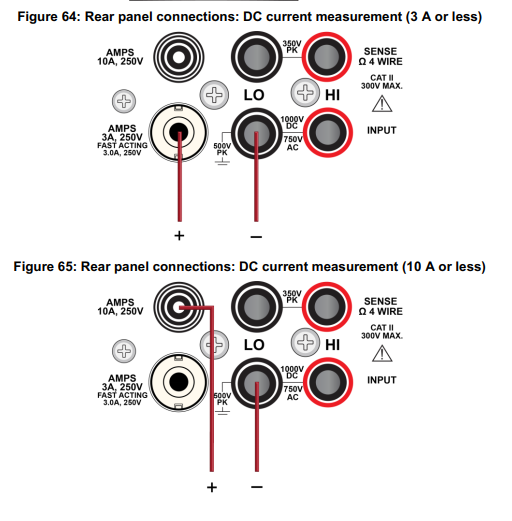 Figure 64: Rear panel connections: DC current measurement (3 A or less)
AMPS
10A, 250V
350V
PK
SENSE
Ω 4 WIRE
CAT II
300V MAX.
LO
HI
AMPS
3A, 250V
FAST ACTING
3.0A, 250V
500V
PK
1000V
DC
750V
AC
INPUT
+
−
Figure 65: Rear panel connections: DC current measurement (10 A or less)
AMPS
10A, 250V
350V
PK
SENSE
Ω 4 WIRE
CAT II
300V MAX.
LO
HI
AMPS
3A, 250V
FAST ACTING
3.0A, 250V
500V
PK
1000V
DC
750V
AC
INPUT
+
−